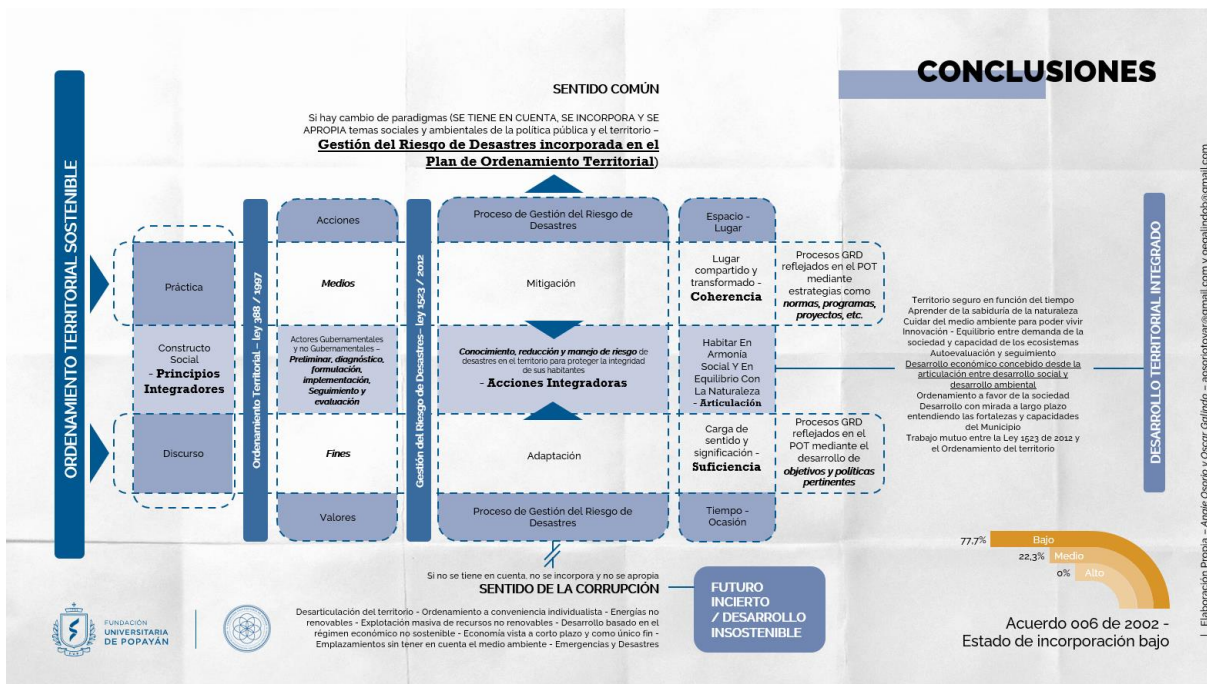 CONCLUSIONES
SENTIDO COMÚN
Si hay cambio de paradigmas (SE TIENE EN CUENTA, SE INCORPORA Y SE
APROPIA temas sociales y ambientales de la política pública y el territorio –
Gestión del Riesgo de Desastres incorporada en el
Plan de Ordenamiento Territorial)
ORDENAMIENTO TERRITORIAL SOSTENIBLE
Práctica
Constructo
Social
- Principios
Integradores
Discurso
Ordenamiento Territorial – ley 388 / 1997
Acciones
Medios
Actores Gubernamentales
y no Gubernamentales –
Preliminar, diagnóstico,
formulación,
implementación,
Seguimiento y
evaluación
Fines
Valores
Gestión del Riesgo de Desastres– ley 1523 / 2012
Proceso de Gestión del Riesgo de
Desastres
Mitigación
Conocimiento, reducción y manejo de riesgo de
desastres en el territorio para proteger la integridad
de sus habitantes
- Acciones Integradoras
Adaptación
Proceso de Gestión del Riesgo de
Desastres
Espacio -
Lugar
Lugar
compartido y
transformado -
Coherencia
Habitar En
Armonía
Social Y En
Equilibrio Con
La Naturaleza
- Articulación
Carga de
sentido y
significación -
Suficiencia
Tiempo -
Ocasión
Procesos GRD
reflejados en el POT
mediante
estrategias como
normas, programas,
proyectos, etc.
Procesos GRD
reflejados en el
POT mediante el
desarrollo de
objetivos y políticas
pertinentes
Territorio seguro en función del tiempo
Aprender de la sabiduría de la naturaleza
Cuidar del medio ambiente para poder vivir
Innovación - Equilibrio entre demanda de la
sociedad y capacidad de los ecosistemas
Autoevaluación y seguimiento
Desarrollo económico concebido desde la
articulación entre desarrollo social y
desarrollo ambiental
Ordenamiento a favor de la sociedad
Desarrollo con mirada a largo plazo
entendiendo las fortalezas y capacidades
del Municipio
Trabajo mutuo entre la Ley 1523 de 2012 y
el Ordenamiento del territorio
DESARROLLO TERRITORIAL INTEGRADO
Si no se tiene en cuenta, no se incorpora y no se apropia
SENTIDO DE LA CORRUPCIÓN
Desarticulación del territorio - Ordenamiento a conveniencia individualista - Energías no
renovables - Explotación masiva de recursos no renovables - Desarrollo basado en el
régimen económico no sostenible - Economía vista a corto plazo y como único fin -
Emplazamientos sin tener en cuenta el medio ambiente - Emergencias y Desastres
FUTURO
INCIERTO
/ DESARROLLO
INSOSTENIBLE
77,7% Bajo
22,3% Medio
0% Alto
Acuerdo 006 de 2002 -
Estado de incorporación bajo
FUNDACIÓN
UNIVERSITARIA
DE POPAYÁN
Elaboración Propia – Angie Osorio y Oscar Galindo –